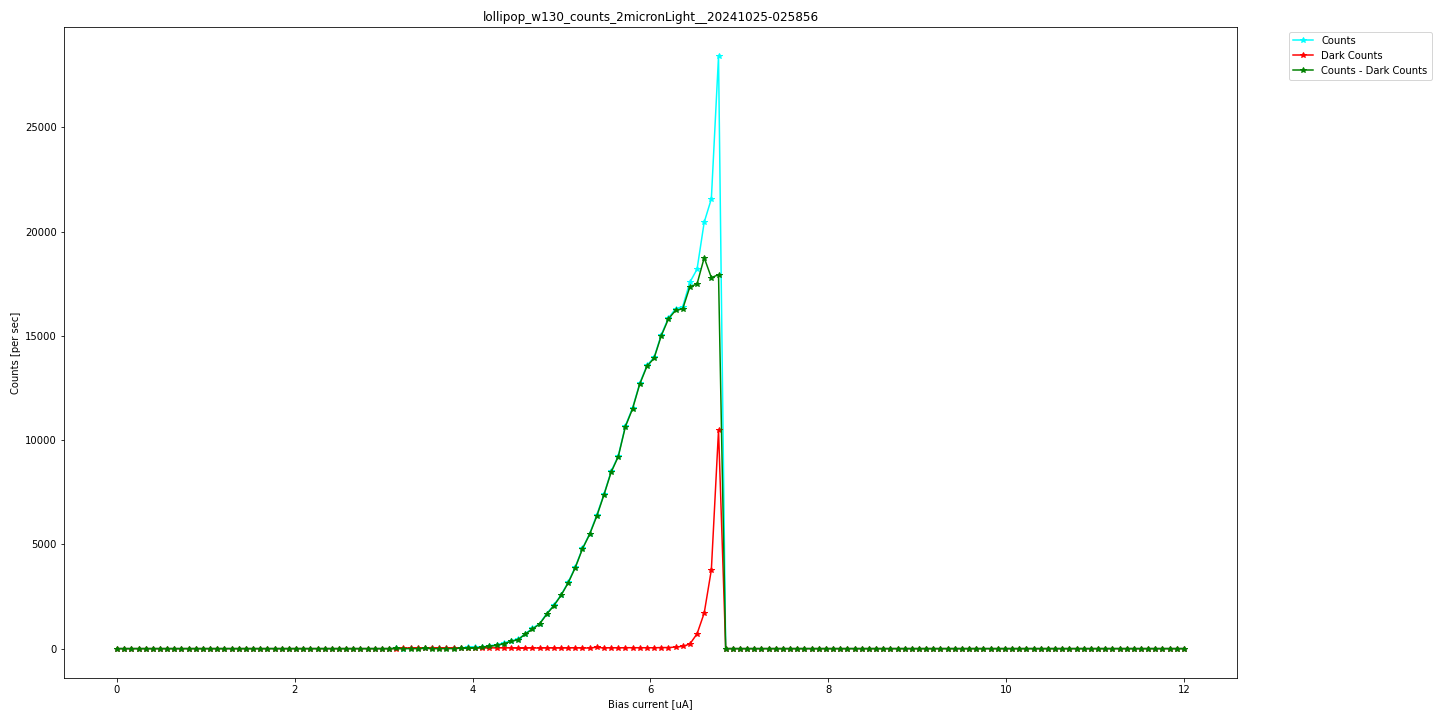 lollipop_w130_counts_2micronLight__20241025-025856
Counts
Dark Counts
Counts - Dark Counts
Counts [per sec]
25000
20000
15000
10000
5000
0
0 2 4 6 8 10 12
Bias current [uA]